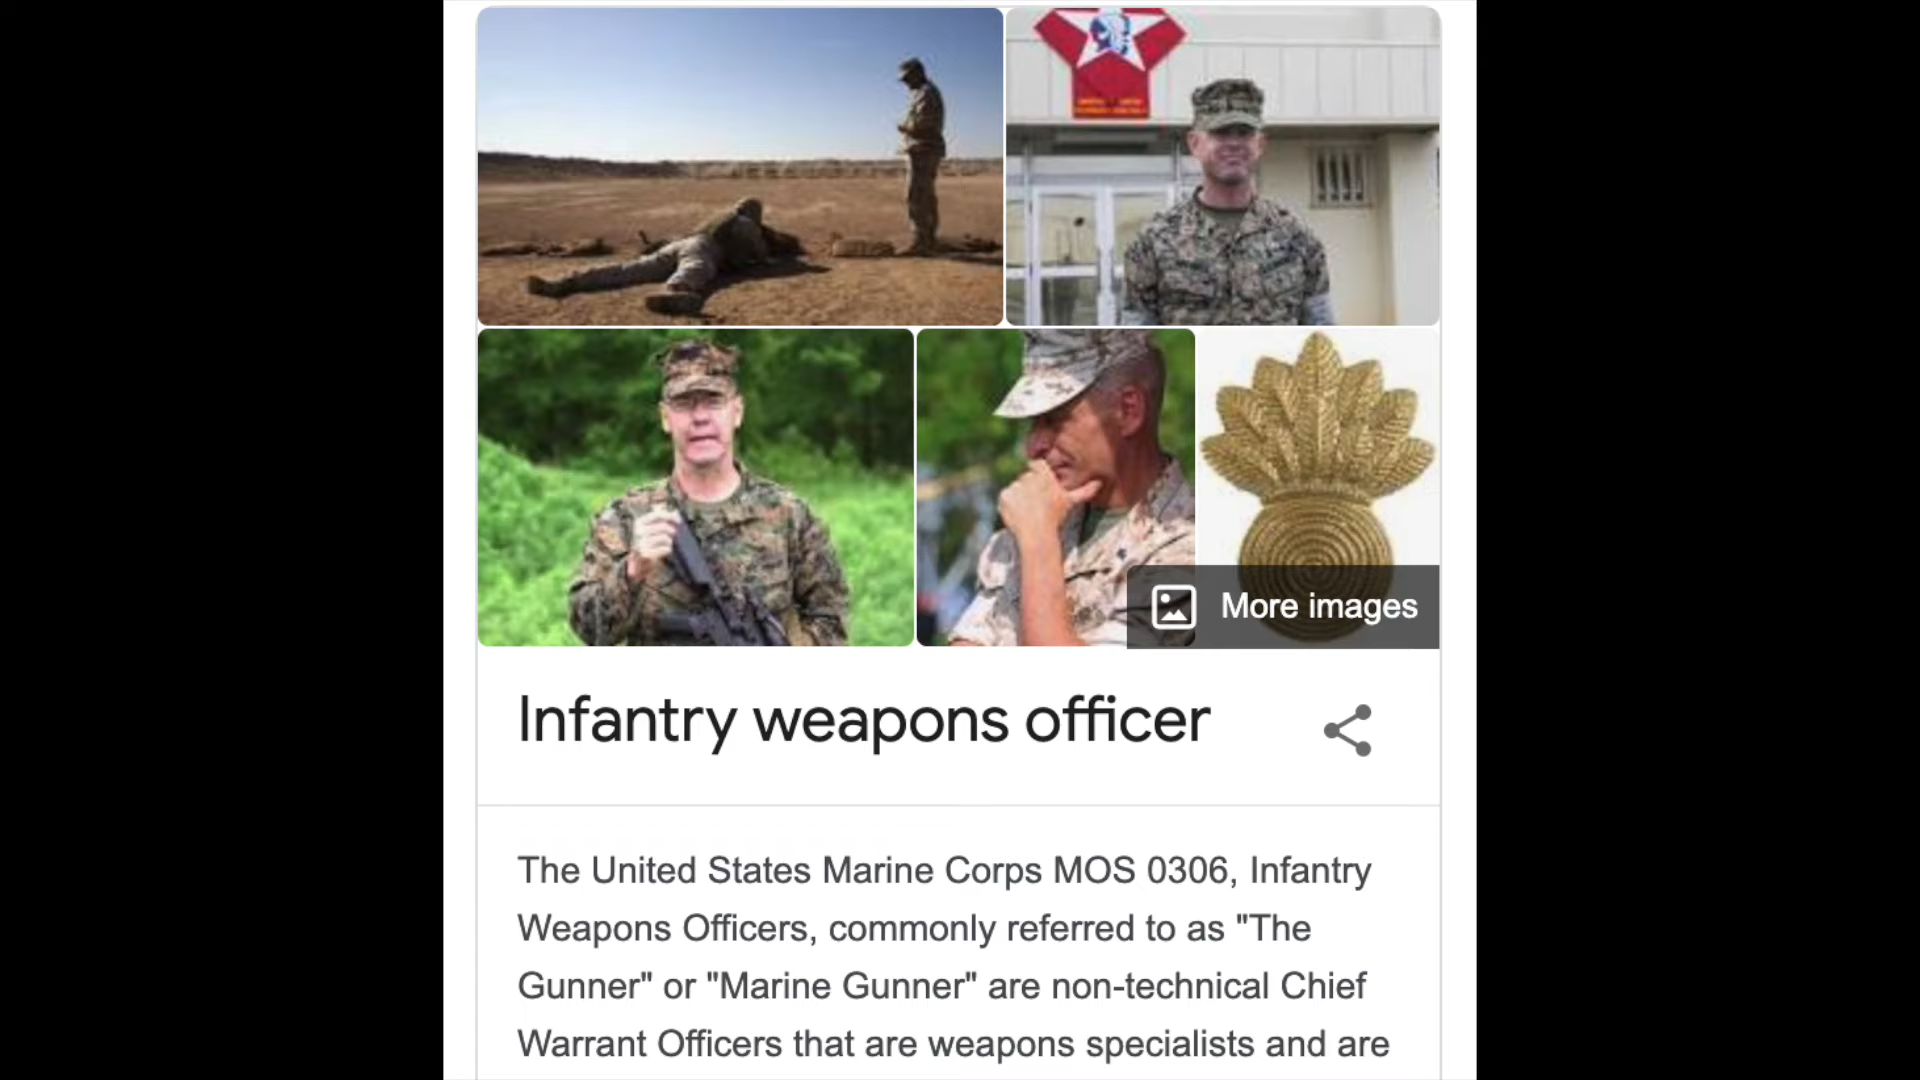 More images
Infantry weapons officer
The United States Marine Corps MOS 0306, Infantry
Weapons Officers, commonly referred to as "The
Gunner" or "Marine Gunner" are non-technical Chief
Warrant Officers that are weapons specialists and are